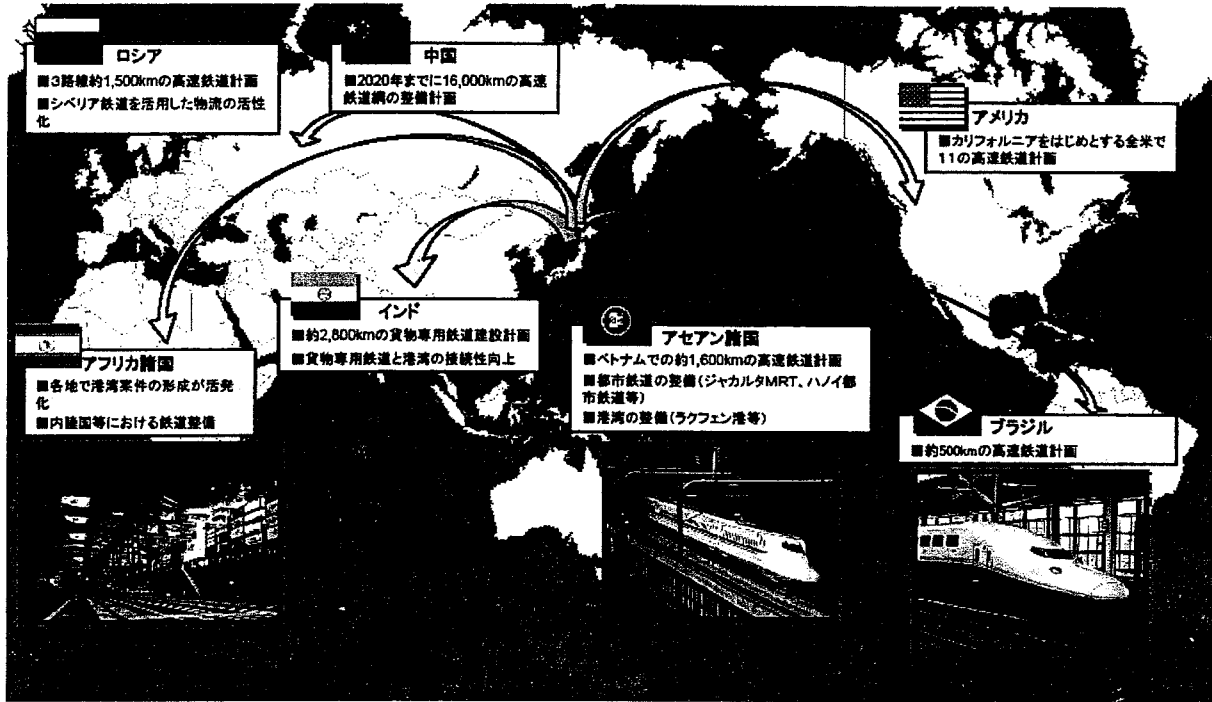 ロシア
■3路線約1,500kmの高速鉄道計画
■シベリア鉄道を活用した物流の活性
化
中国
■2020年までに16,000kmの高速
鉄道網の整備計画
アメリカ
■カリフォルニアをはじめとする全米で
11の高速鉄道計画
インド
■約2,800kmの貨物専用鉄道建設計画
■貨物専用鉄道と港湾の接続性向上
アフリカ諸国
■各地で港湾案件の形成が活発
化
■内陸国等における鉄道整備
アセアン諸国
■ベトナムでの約1,600kmの高速鉄道計画
■都市鉄道の整備(ジャカルタMRT、ハノイ都
市鉄道等)
■港湾の整備(ラクフェン港等)
ブラジル
■約500kmの高速鉄道計画